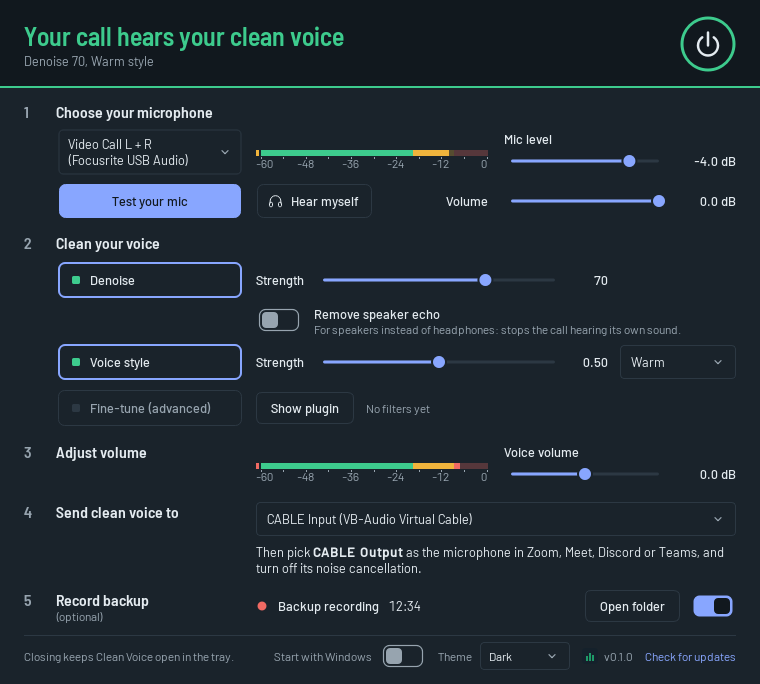 Your call hears your clean voice
Denoise 70, Warm style
1 Choose your microphone
Video Call L + R
(Focusrite USB Audio)
-60 -48 -36 -24 -12 0
Mic level
-4.0 dB
Test your mic
Hear myself
Volume
0.0 dB
2 Clean your voice
Denoise
Strength
70
Remove speaker echo
For speakers instead of headphones: stops the call hearing its own sound.
Voice style
Strength
0.50
Warm
Fine-tune (advanced)
Show plugin
No filters yet
3 Adjust volume
-60 -48 -36 -24 -12 0
Voice volume
0.0 dB
4 Send clean voice to
CABLE Input (VB-Audio Virtual Cable)
Then pick CABLE Output as the microphone in Zoom, Meet, Discord or Teams, and
turn off its noise cancellation.
5 Record backup
(optional)
Backup recording 12:34
Open folder
Closing keeps Clean Voice open in the tray.
Start with Windows
Theme
Dark
v0.1.0
Check for updates